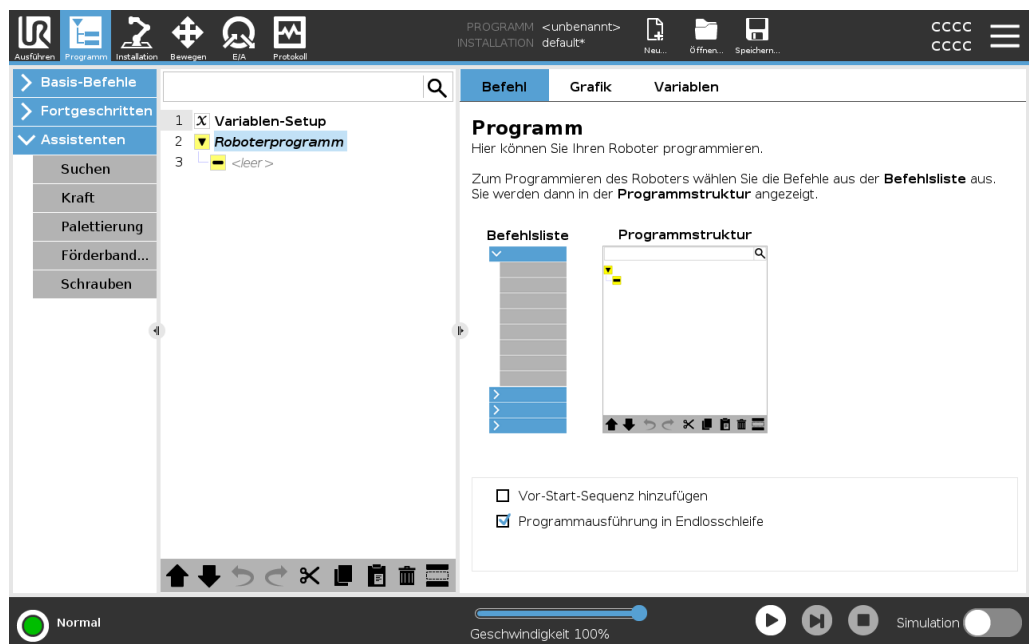 PROGRAMM <unbenannt>
INSTALLATION default*
Neu... Öffnen... Speichern...
CCCC
CCCC
Ausführen Programm Installation Bewegen E/A Protokoll
Basis-Befehle
Fortgeschritten
Assistenten
Suchen
Kraft
Palettierung
Förderband...
Schrauben
1 X Variablen-Setup
2 Roboterprogramm
3 <leer>
Befehl Grafik Variablen
Programm
Hier können Sie Ihren Roboter programmieren.
Zum Programmieren des Roboters wählen Sie die Befehle aus der Befehlsliste aus.
Sie werden dann in der Programmstruktur angezeigt.
Befehlsliste Programmstruktur
Vor-Start-Sequenz hinzufügen
Programmausführung in Endlosschleife
Normal
Geschwindigkeit 100%
Simulation